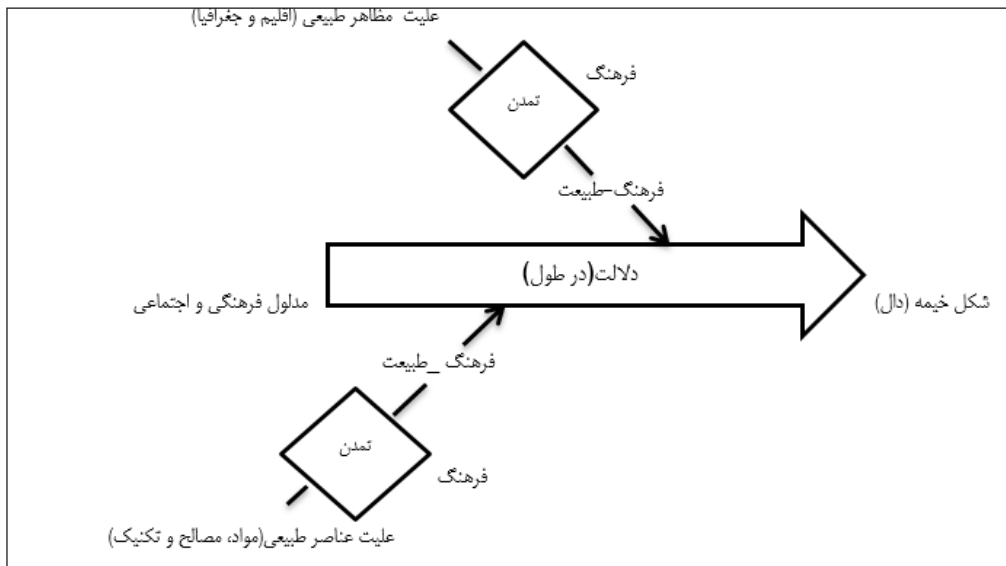 علیت مظاهر طبیعی (اقلیم و جغرافیا)
فرهنگ
تمدن
فرهنگ-طبیعت
دلالت(در طول)
شکل خیمه (دال)
مدلول فرهنگی و اجتماعی
فرهنگ _طبیعت
تمدن
فرهنگ
علیت عناصر طبیعی(مواد، مصالح و تکنیک)